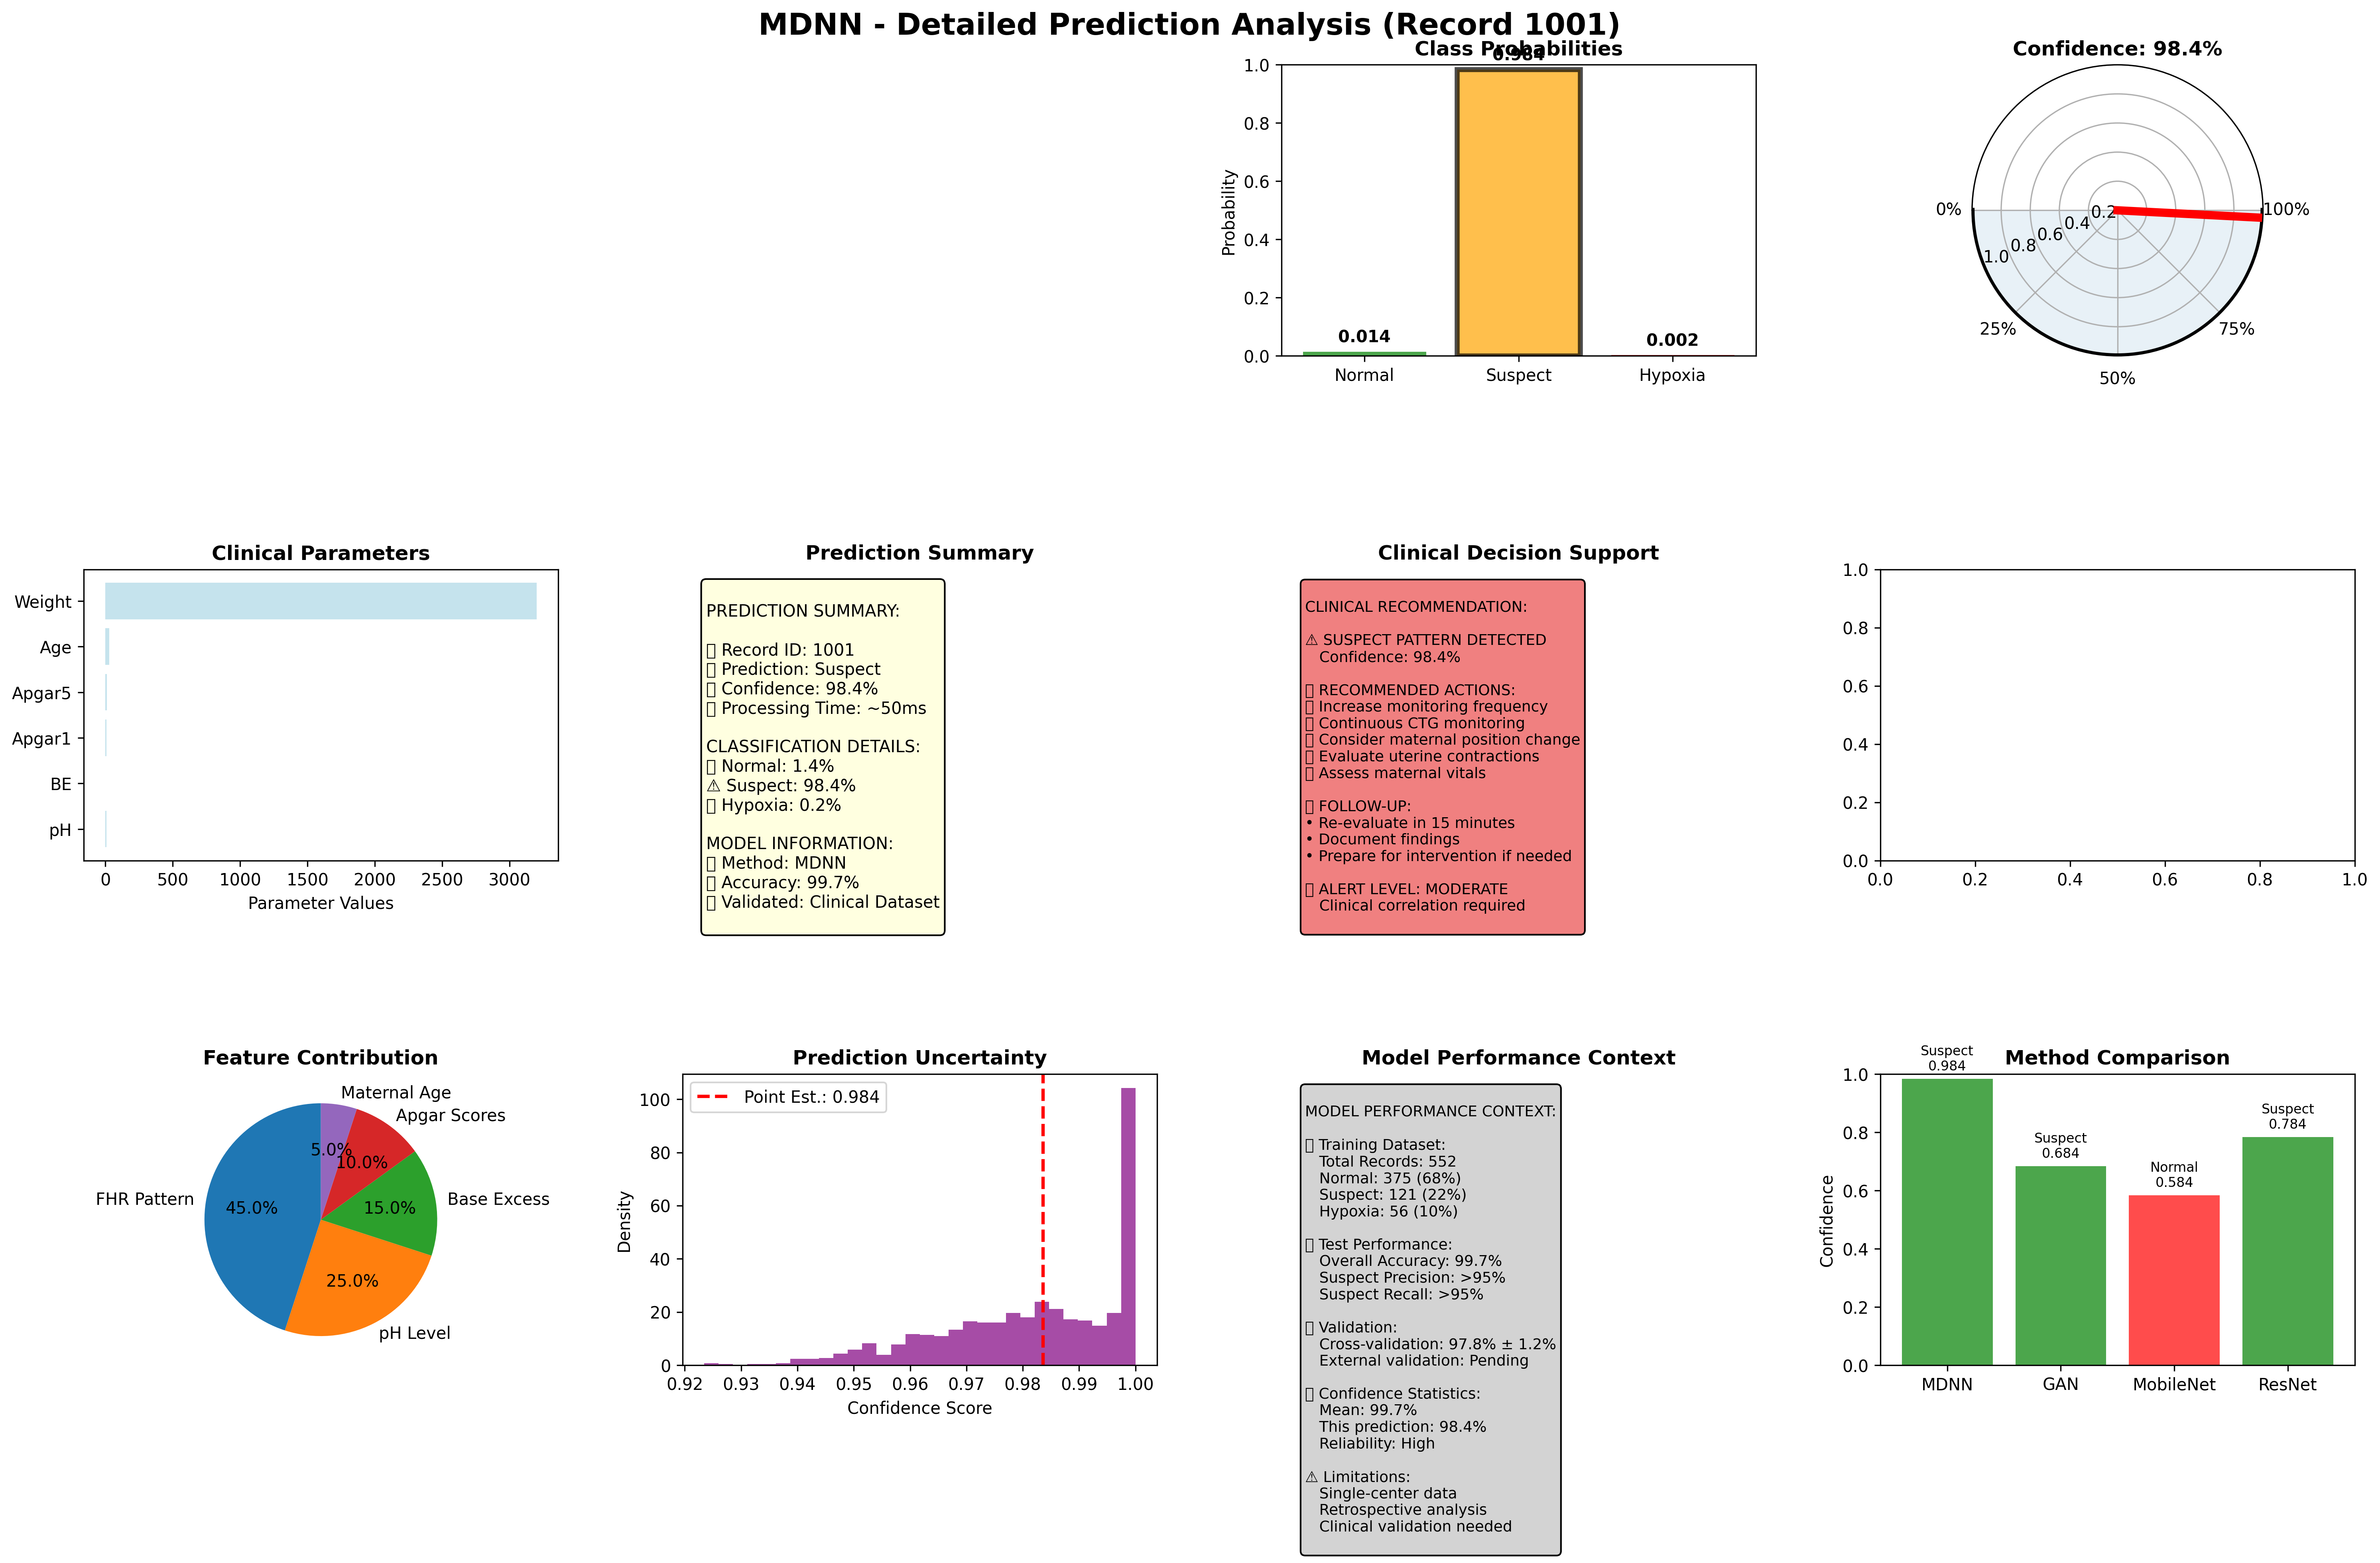 MDNN - Detailed Prediction Analysis (Record 1001)
Class Probabilities
0.984
1.0
0.8
0.6
0.4
0.2
0.0
Probability
0.014
0.002
Normal
Suspect
Hypoxia
Confidence: 98.4%
0%
100%
0.2
0.4
0.6
0.8
1.0
25%
75%
50%
Clinical Parameters
Weight
Age
Apgar5
Apgar1
BE
pH
0
500
1000
1500
2000
2500
3000
Parameter Values
Prediction Summary
PREDICTION SUMMARY:
Record ID: 1001
Prediction: Suspect
Confidence: 98.4%
Processing Time: ~50ms
CLASSIFICATION DETAILS:
Normal: 1.4%
⚠ Suspect: 98.4%
Hypoxia: 0.2%
MODEL INFORMATION:
Method: MDNN
Accuracy: 99.7%
Validated: Clinical Dataset
Clinical Decision Support
CLINICAL RECOMMENDATION:
⚠ SUSPECT PATTERN DETECTED
Confidence: 98.4%
RECOMMENDED ACTIONS:
Increase monitoring frequency
Continuous CTG monitoring
Consider maternal position change
Evaluate uterine contractions
Assess maternal vitals
FOLLOW-UP:
• Re-evaluate in 15 minutes
• Document findings
• Prepare for intervention if needed
ALERT LEVEL: MODERATE
Clinical correlation required
1.0
0.8
0.6
0.4
0.2
0.0
0.0
0.2
0.4
0.6
0.8
1.0
Feature Contribution
Maternal Age
Apgar Scores
5.0%
10.0%
FHR Pattern
45.0%
15.0%
Base Excess
25.0%
pH Level
Prediction Uncertainty
Point Est.: 0.984
100
80
60
40
20
0
Density
0.92
0.93
0.94
0.95
0.96
0.97
0.98
0.99
1.00
Confidence Score
Model Performance Context
MODEL PERFORMANCE CONTEXT:
Training Dataset:
Total Records: 552
Normal: 375 (68%)
Suspect: 121 (22%)
Hypoxia: 56 (10%)
Test Performance:
Overall Accuracy: 99.7%
Suspect Precision: >95%
Suspect Recall: >95%
Validation:
Cross-validation: 97.8% ± 1.2%
External validation: Pending
Confidence Statistics:
Mean: 99.7%
This prediction: 98.4%
Reliability: High
⚠ Limitations:
Single-center data
Retrospective analysis
Clinical validation needed
Method Comparison
Suspect
0.984
Suspect
0.684
Normal
0.584
Suspect
0.784
1.0
0.8
0.6
0.4
0.2
0.0
Confidence
MDNN
GAN
MobileNet
ResNet